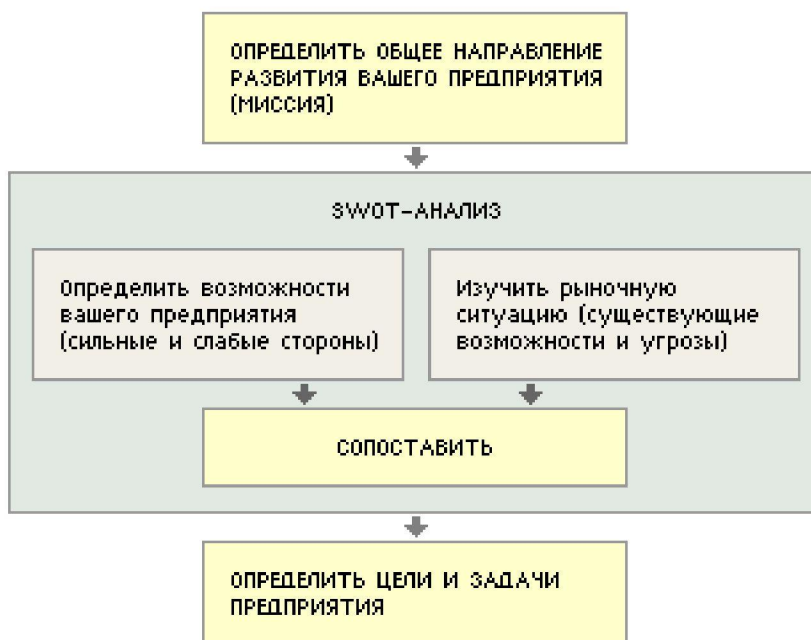 ОПРЕДЕЛИТЬ ОБЩЕЕ НАПРАВЛЕНИЕ
РАЗВИТИЯ ВАШЕГО ПРЕДПРИЯТИЯ
(МИССИЯ)
SWOT-АНАЛИЗ
Определить возможности
вашего предприятия
(сильные и слабые стороны)
Изучить рыночную
ситуацию (существующие
возможности и угрозы)
СОПОСТАВИТЬ
ОПРЕДЕЛИТЬ ЦЕЛИ И ЗАДАЧИ
ПРЕДПРИЯТИЯ